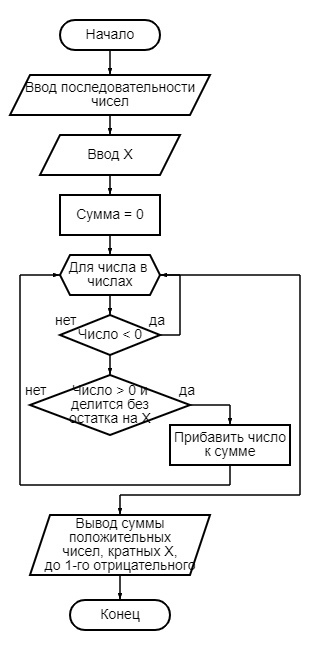 Начало
Ввод последовательности
чисел
Ввод X
Сумма = 0
Для числа в
числах
нет
да
Число < 0
нет
да
Число > 0 и
делится без
остатка на X
Прибавить число
к сумме
Вывод суммы
положительных
чисел, кратных X,
до 1-го отрицательного
Конец